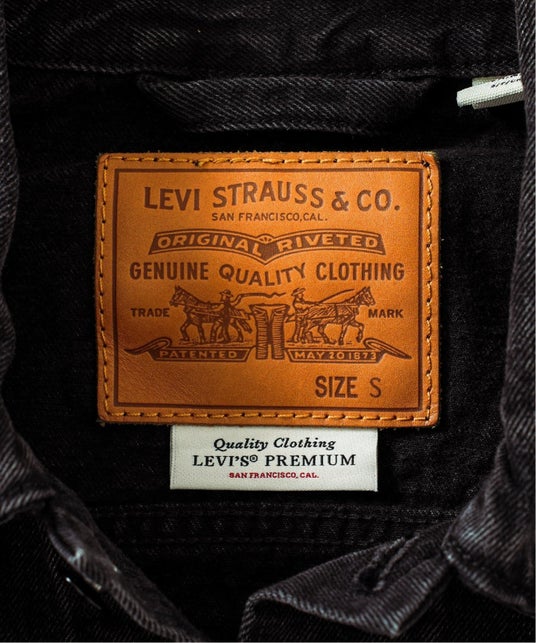 LEVI STRAUSS & CO.
SAN FRANCISCO, CAL.
ORIGINAL RIVETED
GENUINE QUALITY CLOTHING
TRADE MARK
PATENTED MAY 20 1873
SIZE S
Quality Clothing
LEVI'S® PREMIUM
SAN FRANCISCO, CAL.